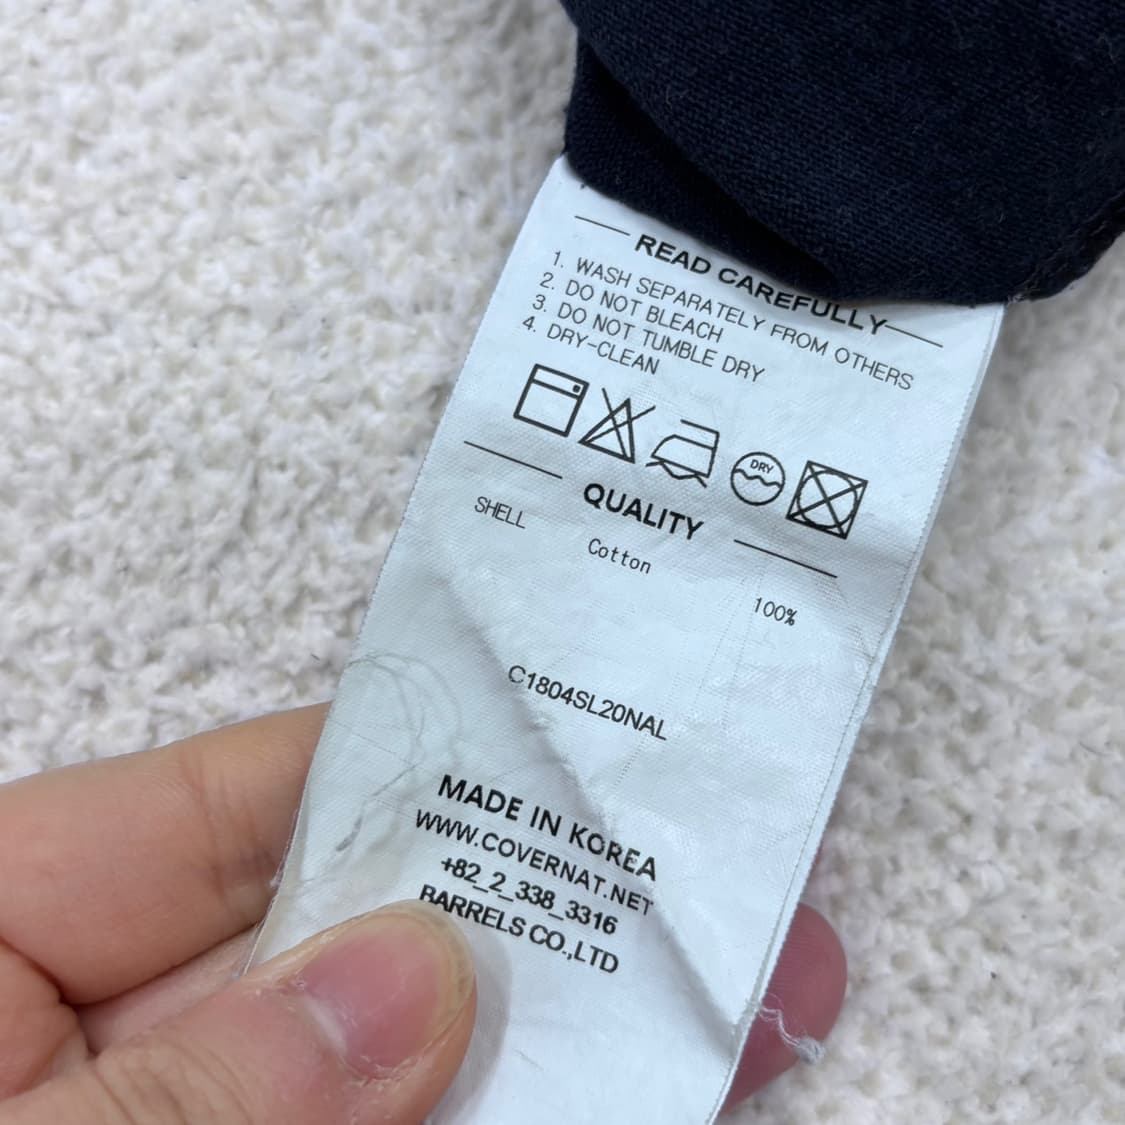 READ CAREFULLY
1. WASH SEPARATELY FROM OTHERS
2. DO NOT BLEACH
3. DO NOT TUMBLE DRY
4. DRY-CLEAN
DRY
QUALITY
SHELL
Cotton
100%
C1804SL20NAL
MADE IN KOREA
WWW.COVERNAT.NET
+82_2_338_3316
BARRELS CO.,LTD